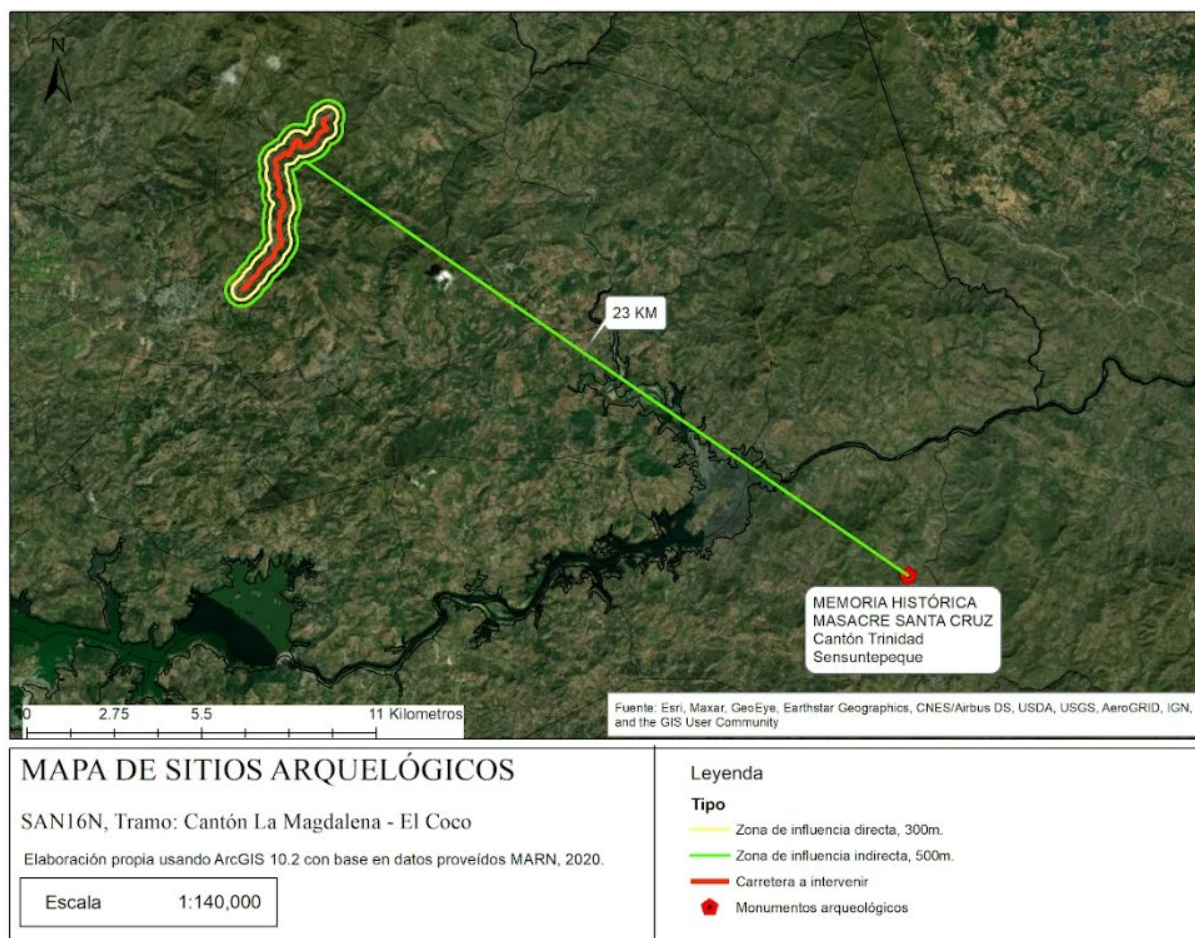 N
23 KM
MEMORIA HISTÓRICA
MASACRE SANTA CRUZ
Cantón Trinidad
Sensuntepeque
0 2.75 5.5 11 Kilometros
Fuente: Esri, Maxar, GeoEye, Earthstar Geographics, CNES/Airbus DS, USDA, USGS, AeroGRID, IGN,
and the GIS User Community
MAPA DE SITIOS ARQUELÓGICOS
SAN16N, Tramo: Cantón La Magdalena - El Coco
Elaboración propia usando ArcGIS 10.2 con base en datos proveídos MARN, 2020.
Escala 1:140,000
Leyenda
Tipo
Zona de influencia directa, 300m.
Zona de influencia indirecta, 500m.
Carretera a intervenir
Monumentos arqueológicos